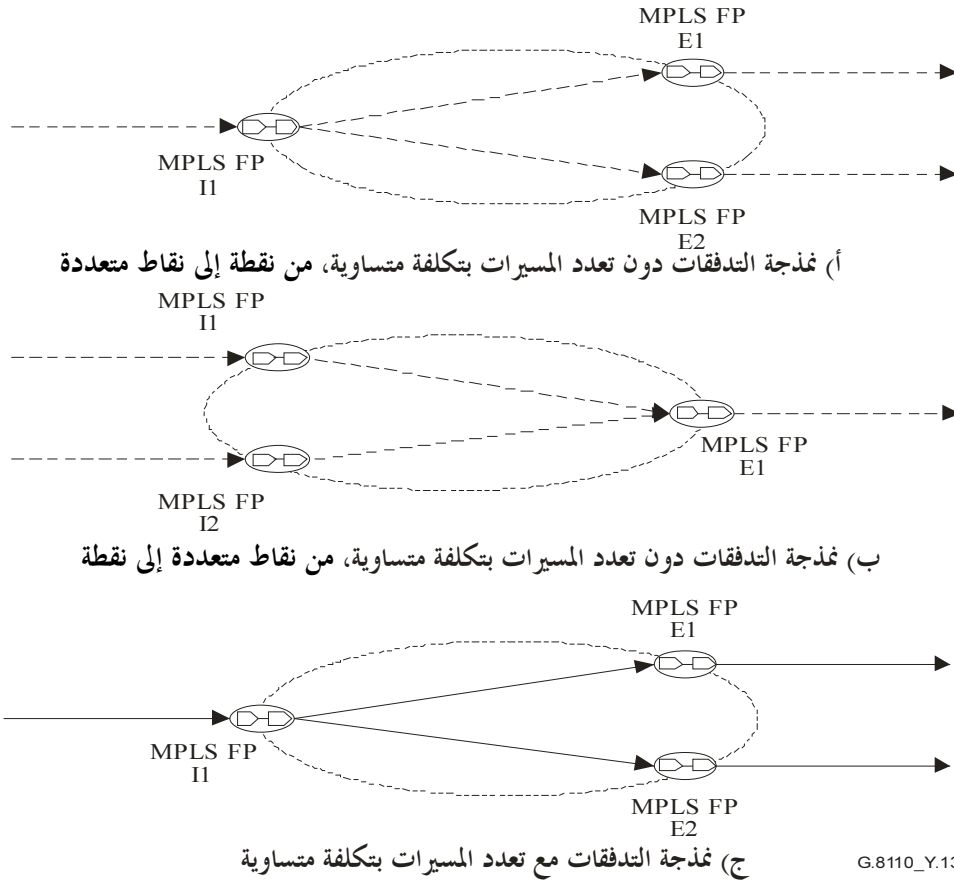 MPLS FP
E1
MPLS FP
I1
MPLS FP
E2
أ) نمذجة التدفقات دون تعدد المسيرات بتكلفة متساوية، من نقطة إلى نقاط متعددة
MPLS FP
I1
MPLS FP
E1
MPLS FP
I2
ب) نمذجة التدفقات دون تعدد المسيرات بتكلفة متساوية، من نقاط متعددة إلى نقطة
MPLS FP
E1
MPLS FP
I1
MPLS FP
E2
ج) نمذجة التدفقات مع تعدد المسيرات بتكلفة متساوية
G.8110_Y.13